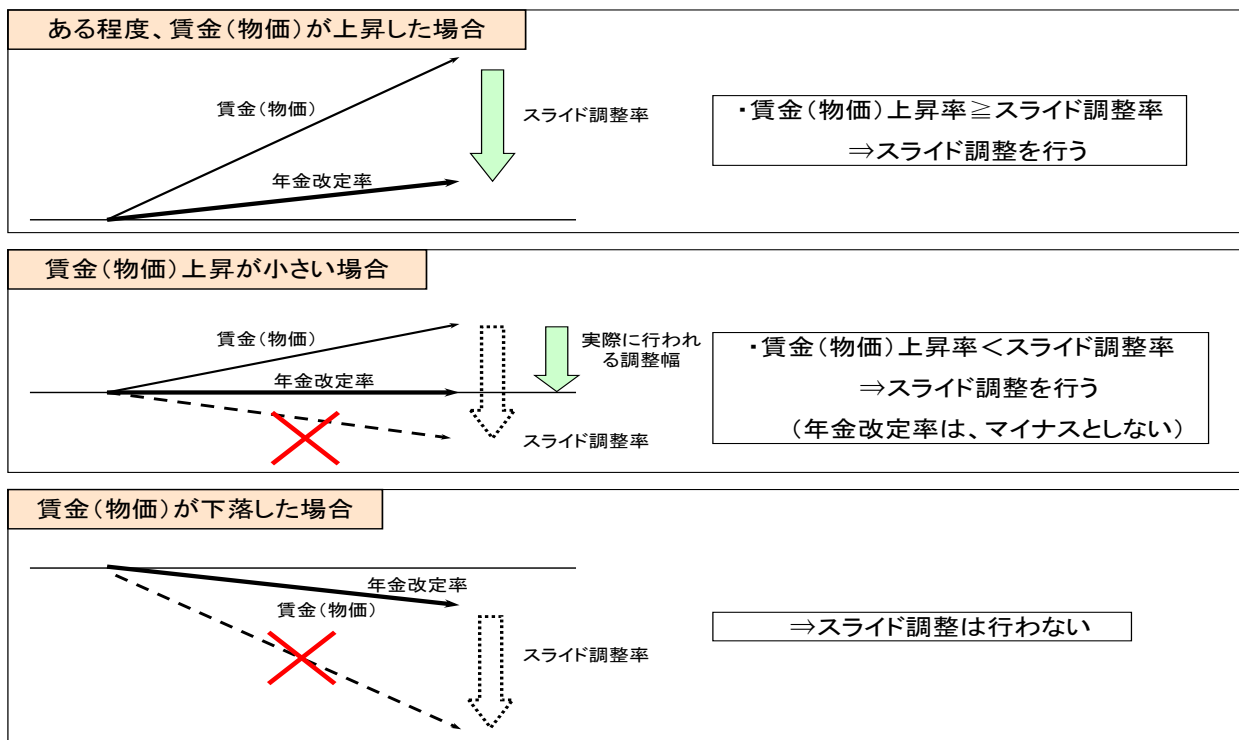 ある程度、賃金(物価)が上昇した場合
賃金(物価)
スライド調整率
年金改定率
・賃金(物価)上昇率≧スライド調整率
⇒スライド調整を行う
賃金(物価)上昇が小さい場合
賃金(物価)
実際に行われ
る調整幅
年金改定率
スライド調整率
・賃金(物価)上昇率<スライド調整率
⇒スライド調整を行う
(年金改定率は、マイナスとしない)
賃金(物価)が下落した場合
年金改定率
賃金(物価)
スライド調整率
⇒スライド調整は行わない